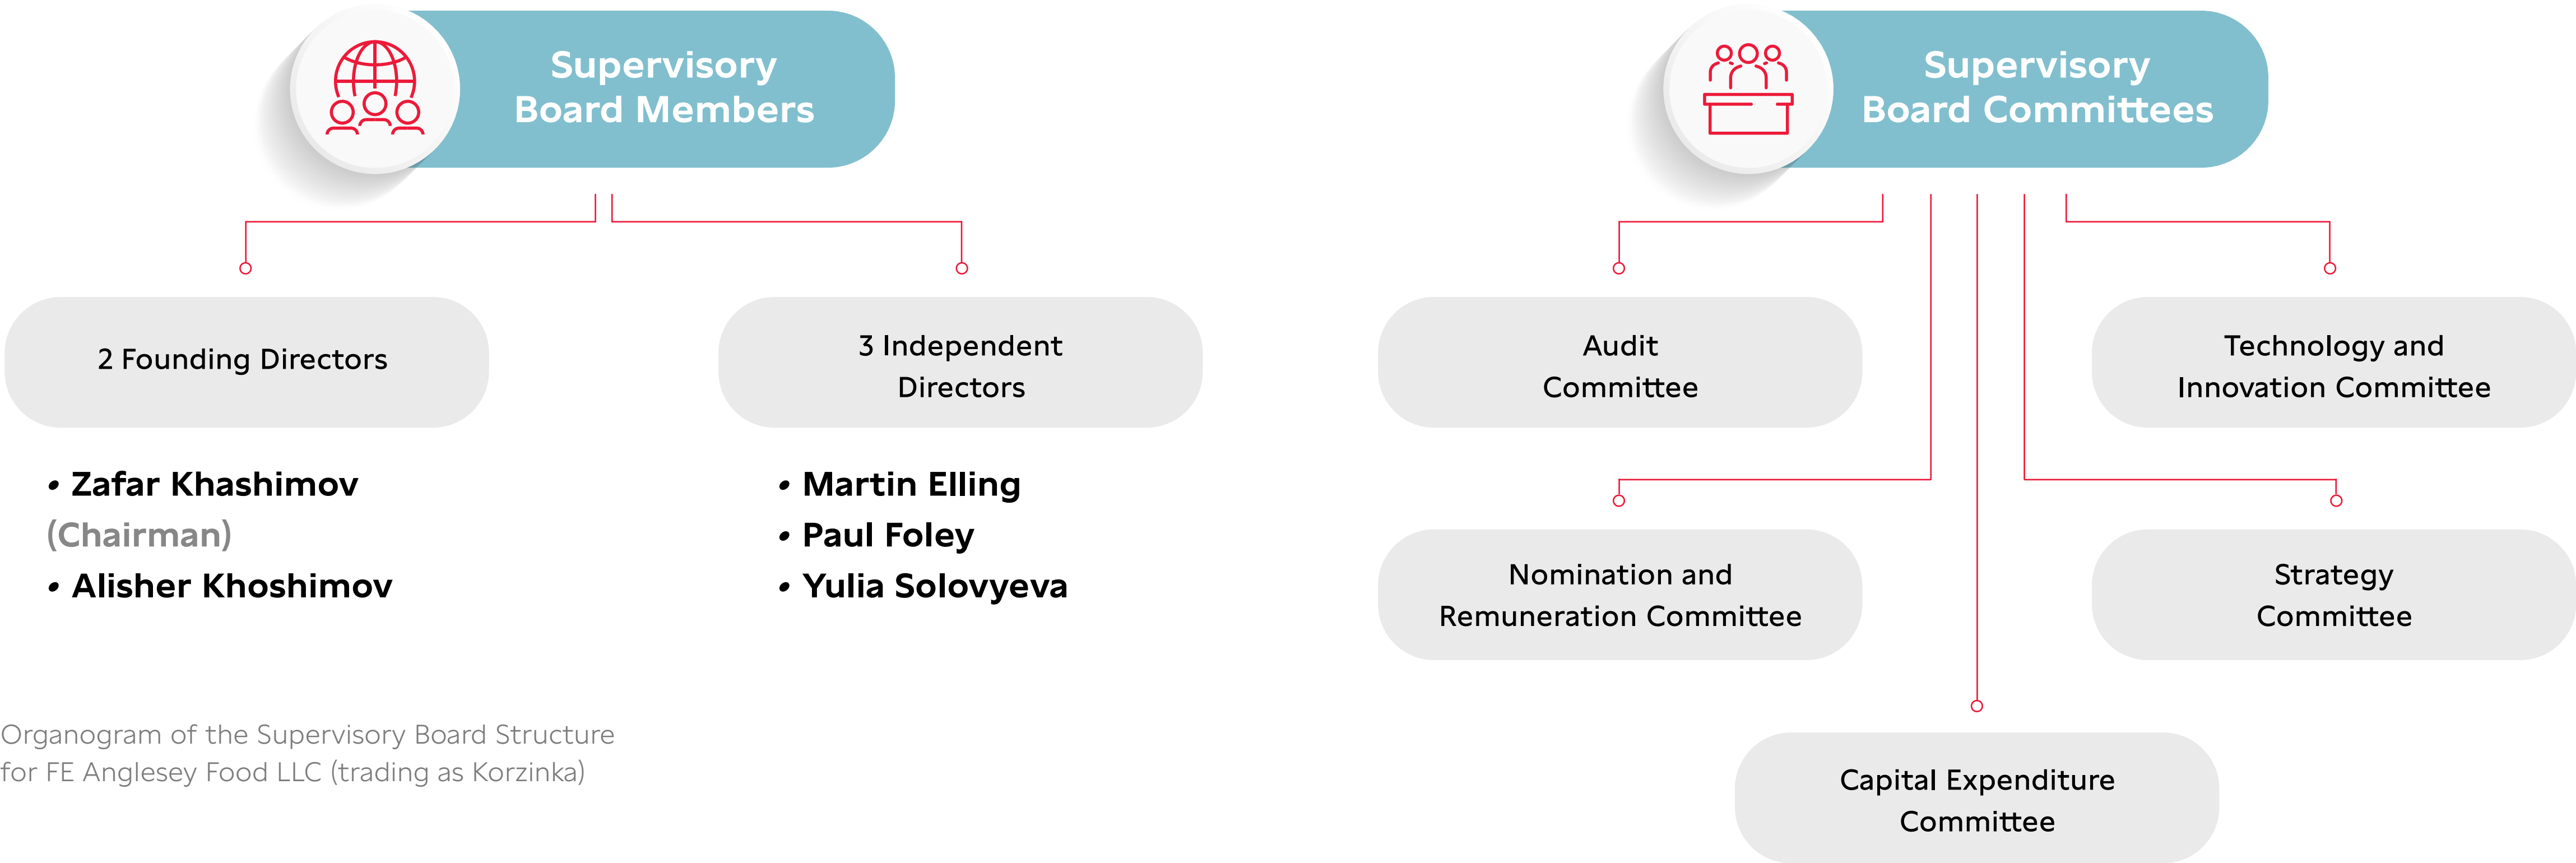 Supervisory
Board Members
2 Founding Directors
• Zafar Khashimov
(Chairman)
• Alisher Khoshimov
3 Independent
Directors
• Martin Elling
• Paul Foley
• Yulia Solovyeva
Organogram of the Supervisory Board Structure
for FE Anglesey Food LLC (trading as Korzinka)
Supervisory
Board Committees
Audit
Committee
Technology and
Innovation Committee
Nomination and
Remuneration Committee
Strategy
Committee
Capital Expenditure
Committee